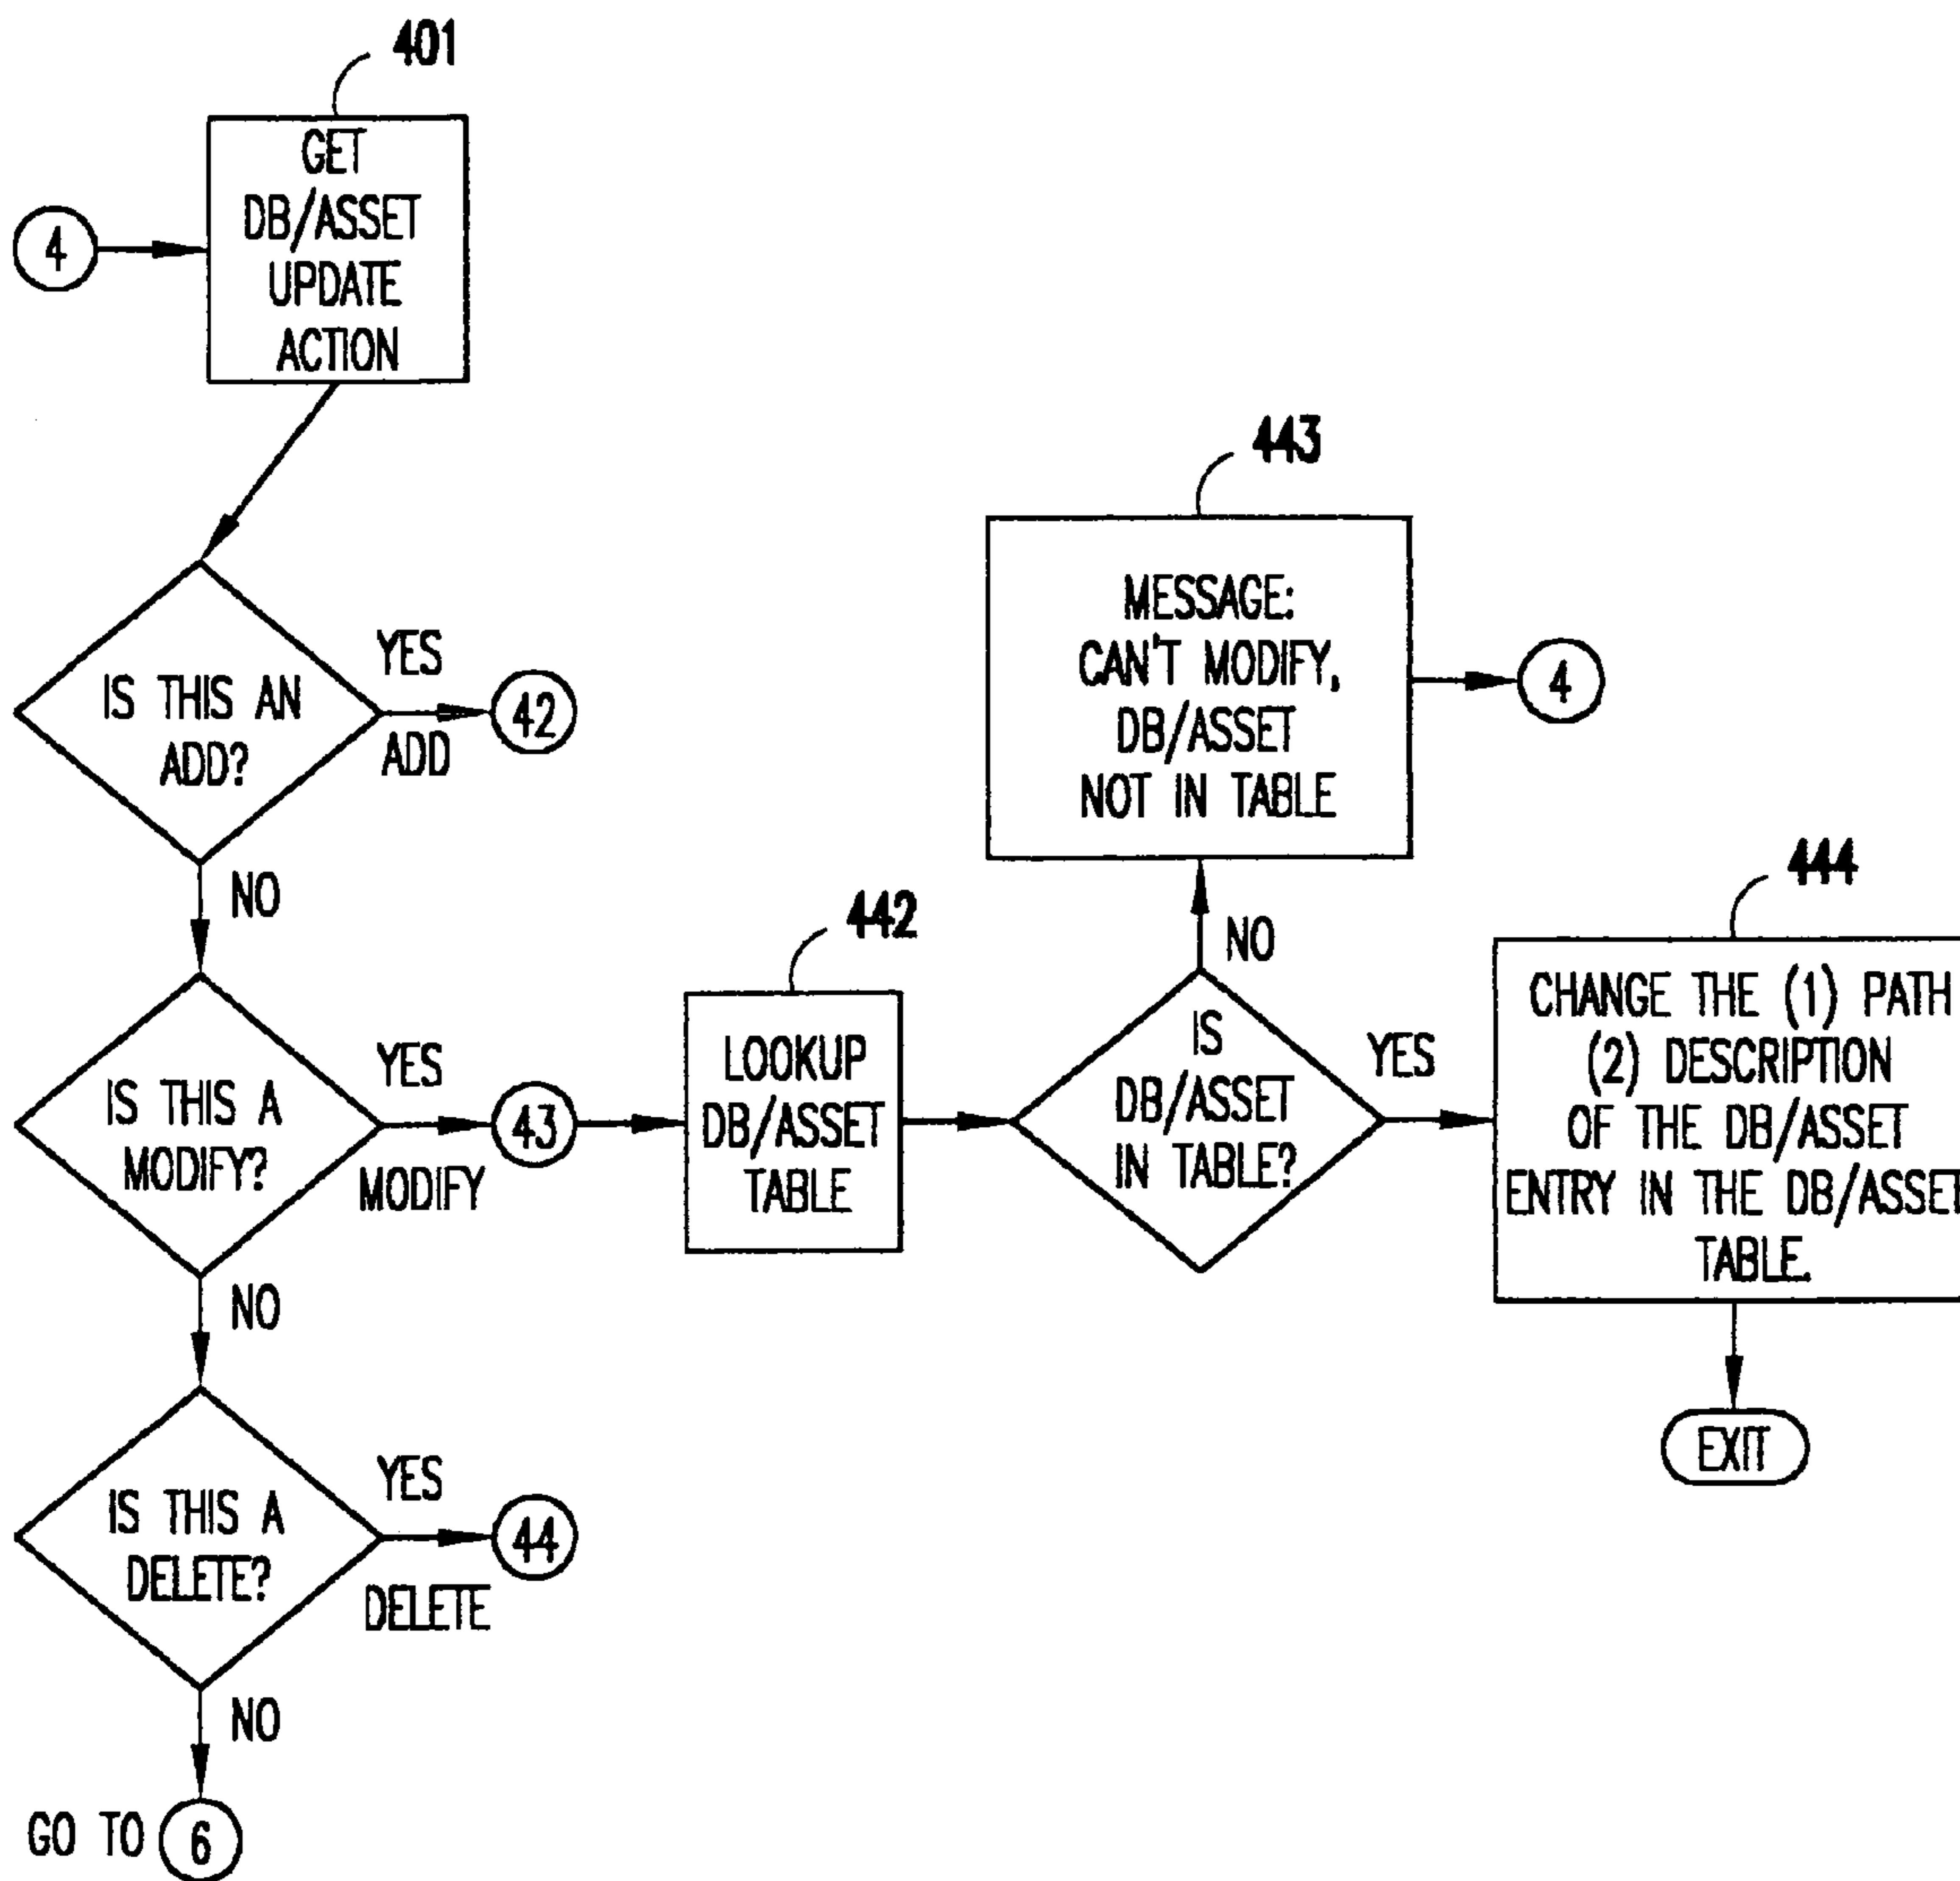 401
GET
DB/ASSET
UPDATE
ACTION
4
IS THIS AN
ADD?
YES
ADD
42
NO
IS THIS A
MODIFY?
YES
MODIFY
43
NO
IS THIS A
DELETE?
YES
DELETE
44
NO
GO TO 6
442
LOOKUP
DB/ASSET
TABLE
IS
DB/ASSET
IN TABLE?
NO
443
MESSAGE:
CAN'T MODIFY,
DB/ASSET
NOT IN TABLE
4
YES
444
CHANGE THE (1) PATH
(2) DESCRIPTION
OF THE DB/ASSET
ENTRY IN THE DB/ASSET
TABLE.
EXIT